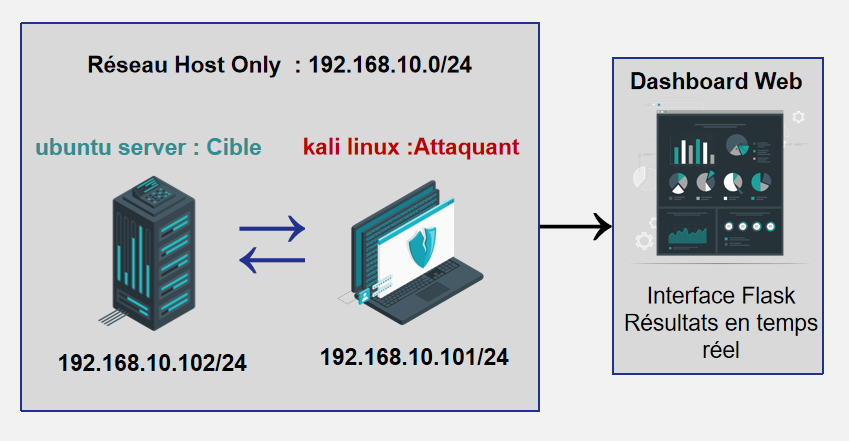 Réseau Host Only : 192.168.10.0/24
ubuntu server : Cible
kali linux :Attaquant
192.168.10.102/24
192.168.10.101/24
Dashboard Web
Interface Flask
Résultats en temps
réel